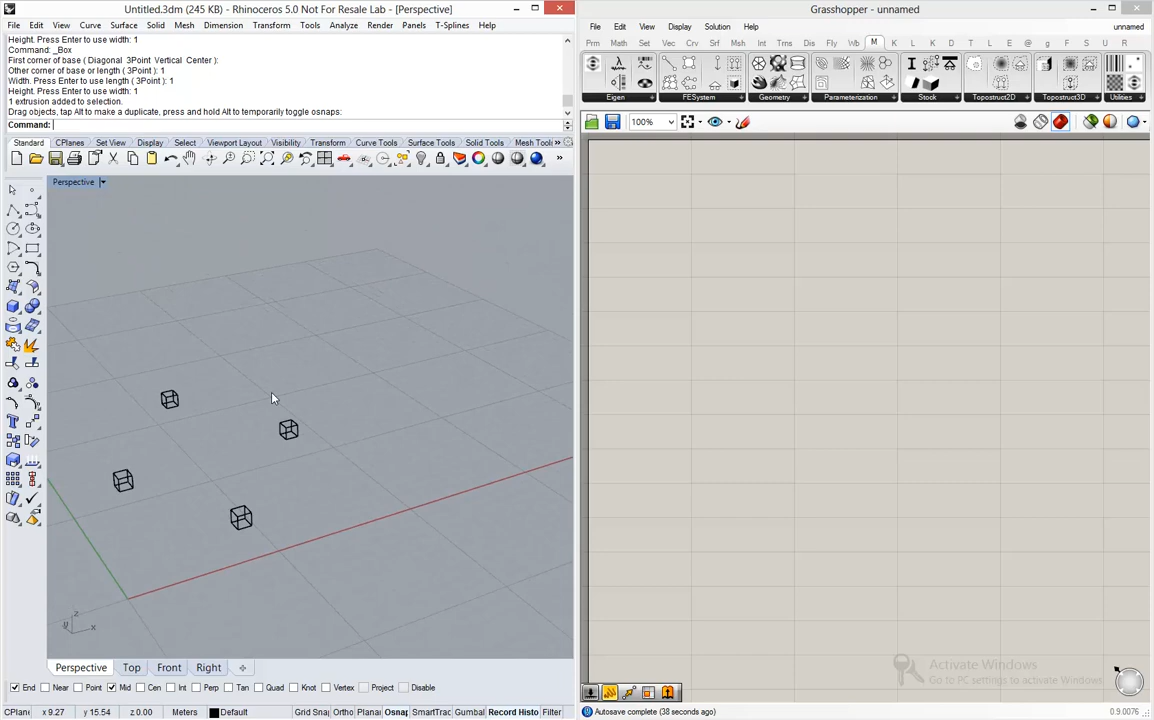 Untitled.3dm (245 KB) - Rhinoceros 5.0 Not For Resale Lab - [Perspective]
File Edit View Curve Surface Solid Mesh Dimension Transform Tools Analyze Render Panels T-Splines Help
Height. Press Enter to use width: 1
Command: _Box
First corner of base ( Diagonal 3Point Vertical Center ):
Other corner of base or length ( 3Point ): 1
Width. Press Enter to use length ( 3Point ): 1
Height. Press Enter to use width: 1
1 extrusion added to selection.
Drag objects, tap Alt to make a duplicate, press and hold Alt to temporarily toggle osnaps:
Command:
Standard CPlanes Set View Display Select Viewport Layout Visibility Transform Curve Tools Surface Tools Solid Tools Mesh Tools
Perspective
z
y x
Perspective Top Front Right
End Near Point Mid Cen Int Perp Tan Quad Knot Vertex Project Disable
CPlane x 9.27 y 15.54 z 0.00 Meters Default Grid Snap Ortho Planar Osnap SmartTrac Gumbal Record Histo Filter
Grasshopper - unnamed
File Edit View Display Solution Help unnamed
Prm Math Set Vec Crv Srf Msh Int Trns Dis Fly Wb M K L K D L T L E @ g F S U R
Eigen FESystem Geometry Parameterization Stock Topostruct2D Topostruct3D Utilities
100%
Activate Windows
Go to PC settings to activate Windows.
Autosave complete (38 seconds ago)
0.9.0076